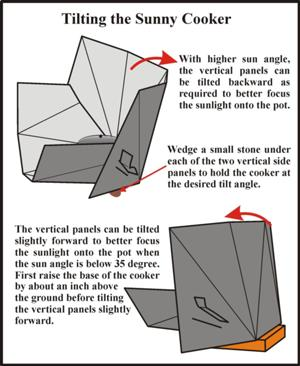 Tilting the Sunny Cooker
With higher sun angle,
the vertical panels can
be tilted backward as
required to better focus
the sunlight onto the pot.
Wedge a small stone under
each of the two vertical side
panels to hold the cooker at
the desired tilt angle.
The vertical panels can be tilted
slightly forward to better focus
the sunlight onto the pot when
the sun angle is below 35 degree.
First raise the base of the cooker
by about an inch above
the ground before tilting
the vertical panels slightly
forward.